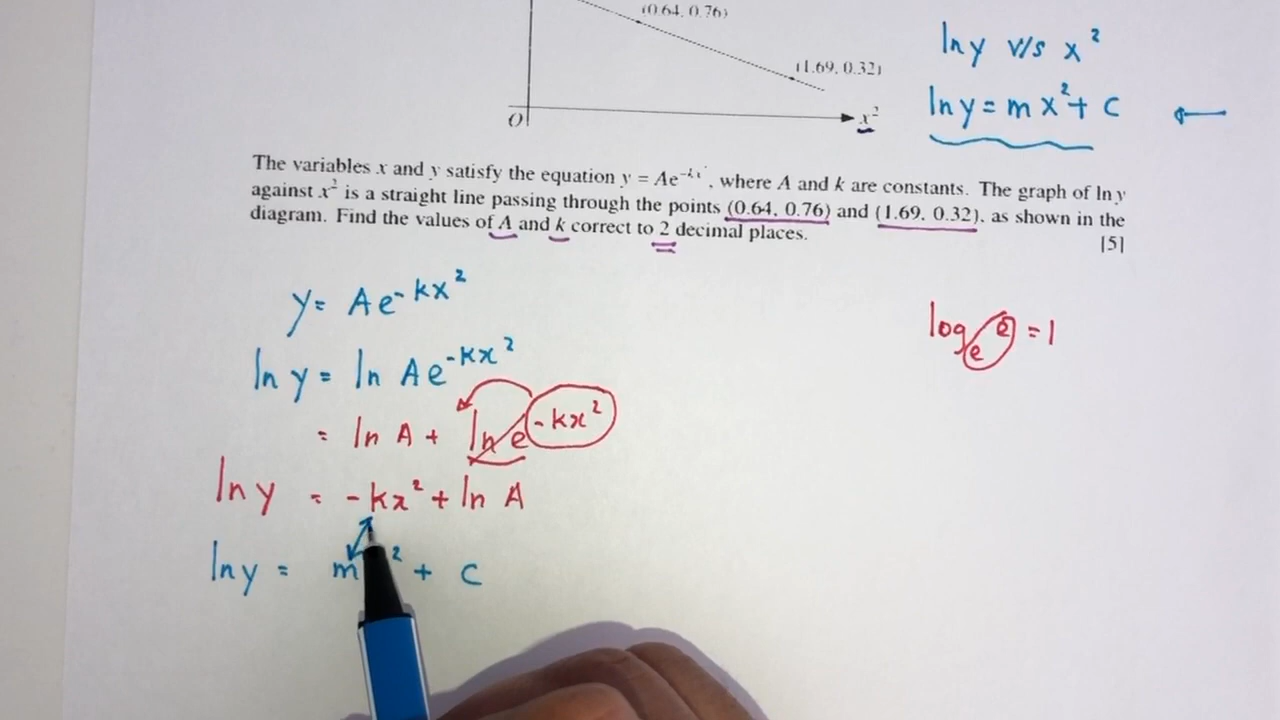 (0.64, 0.76)
(1.69, 0.32)
O
x²
ln y v/s x²
ln y = m x² + c
The variables x and y satisfy the equation y = Ae^-kx², where A and k are constants. The graph of ln y
against x² is a straight line passing through the points (0.64, 0.76) and (1.69, 0.32), as shown in the
diagram. Find the values of A and k correct to 2 decimal places.
[5]
y = Ae^-kx²
ln y = ln Ae^-kx²
= ln A + ln e^-kx²
ln y = -kx² + ln A
ln y = m ² + c
log_e e = 1